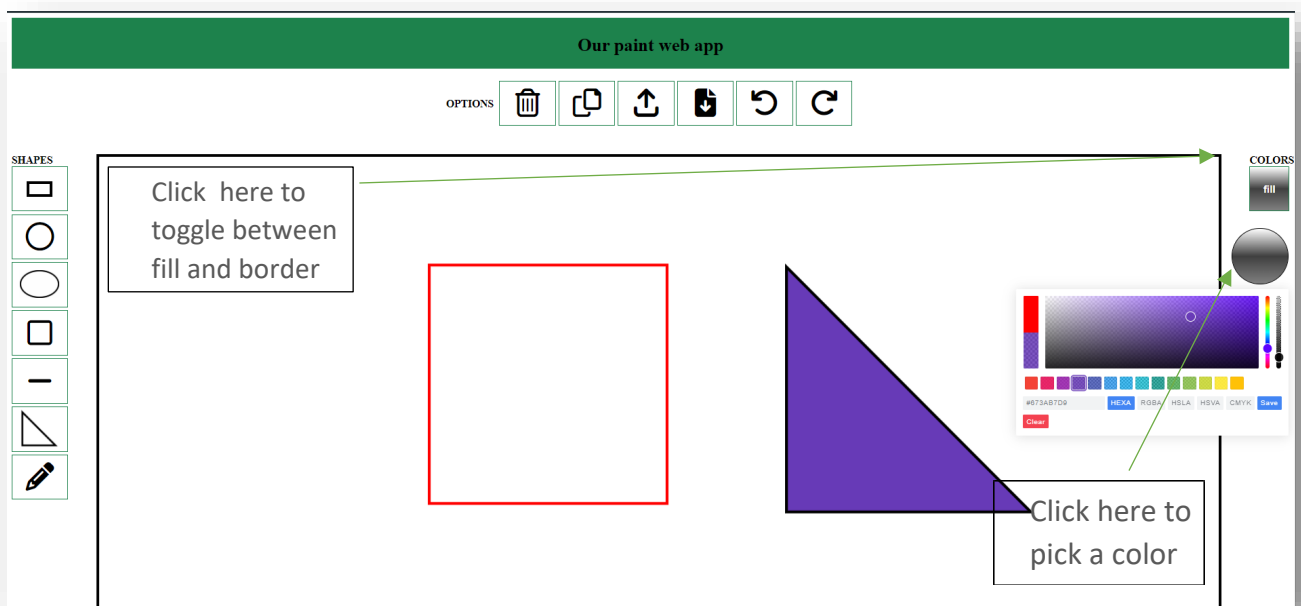 Our paint web app
OPTIONS
SHAPES
COLORS
fill
Click here to
toggle between
fill and border
#673AB7D9
HEXA RGBA HSLA HSVA CMYK Save
Clear
Click here to
pick a color